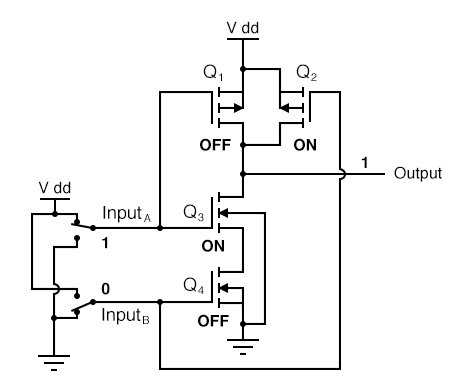 V dd
Q1 Q2
OFF ON
1 Output
V dd
InputA Q3
1 ON
0 Q4
InputB OFF